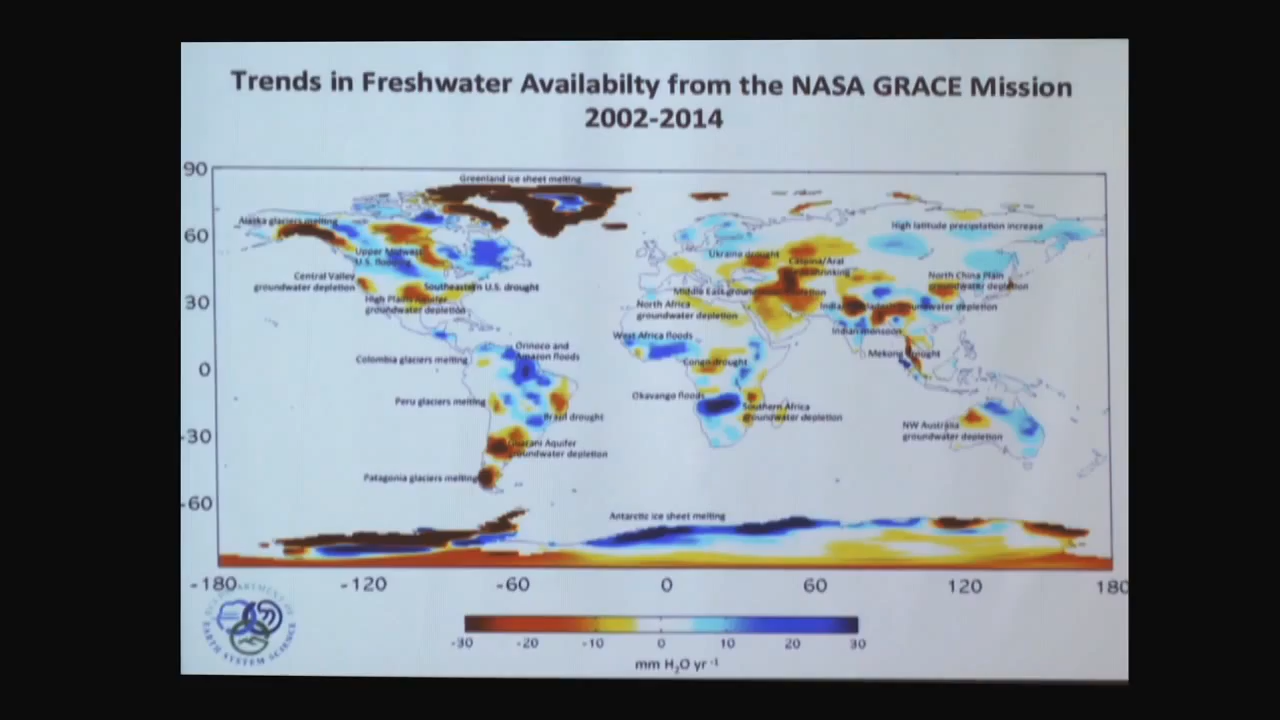 Trends in Freshwater Availabilty from the NASA GRACE Mission
2002-2014
90
60
30
0
-30
-60
Greenland ice sheet melting
Alaska glaciers melting
High latitude precipitation increase
Upper Midwest
U.S. flooding
Ukraine drought
Central Valley
groundwater depletion
Southeastern U.S. drought
High Plains Aquifer
groundwater depletion
Middle East groundwater depletion
North China Plain
groundwater depletion
North Africa
groundwater depletion
Indian monsoon
West Africa floods
Orinoco and
Amazon floods
Colombia glaciers melting
Congo drought
Mekong drought
Peru glaciers melting
Okavango floods
Brazil drought
Southern Africa
groundwater depletion
NW Australia
groundwater depletion
Guarani Aquifer
groundwater depletion
Patagonia glaciers melting
Antarctic ice sheet melting
-180 -120 -60 0 60 120 180
-30 -20 -10 0 10 20 30
mm H₂O yr ⁻¹
DEPARTMENT OF
EARTH SYSTEM SCIENCE